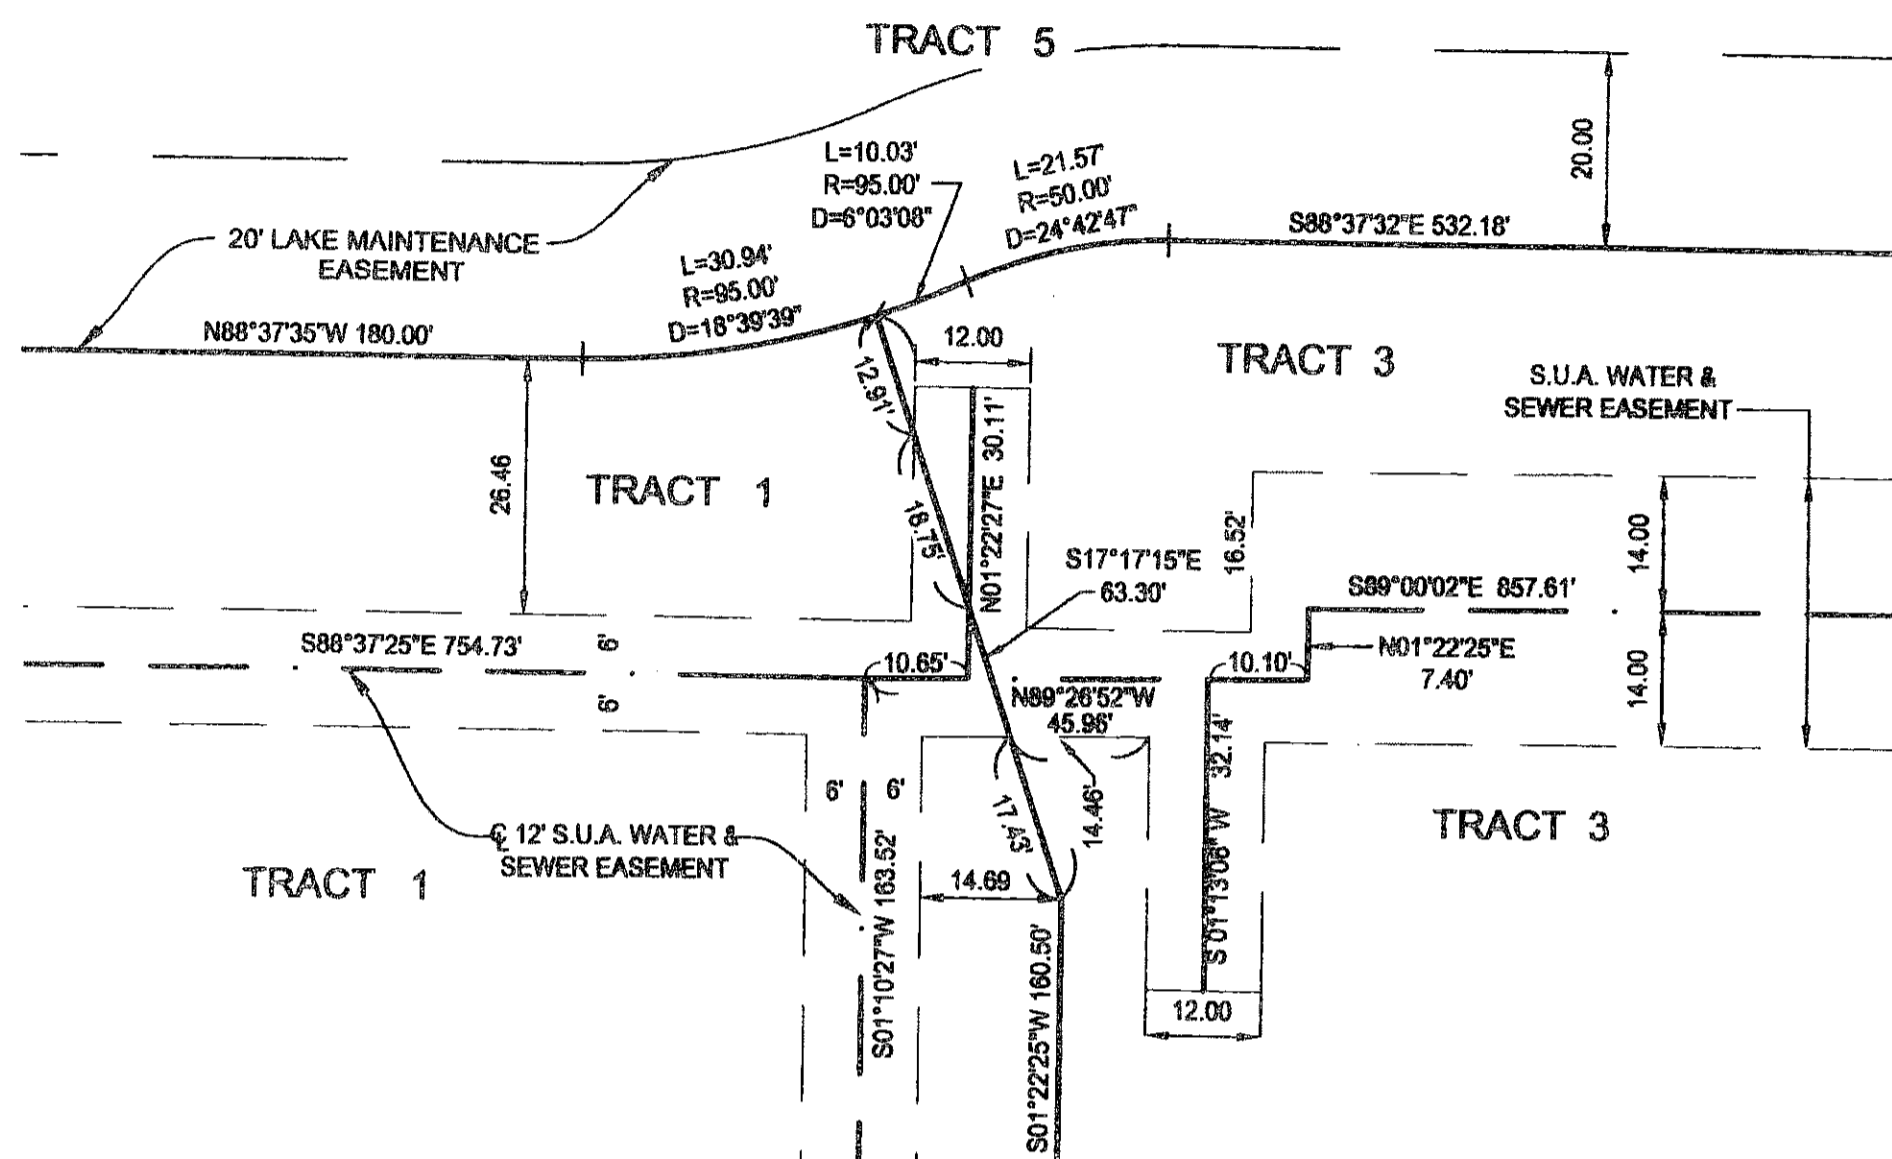 TRACT 5
L=10.03'
R=95.00'
D=6°03'08"
L=21.57'
R=50.00'
D=24°42'47"
20.00
S88°37'32"E 532.18'
20' LAKE MAINTENANCE
EASEMENT
L=30.94'
R=95.00'
D=18°39'39"
N88°37'35"W 180.00'
12.00
TRACT 3
12.91'
S.U.A. WATER &
SEWER EASEMENT
26.46
TRACT 1
N01°22'27"E 30.11'
18.75'
S17°17'15"E
63.30'
16.52'
14.00
S89°00'02"E 857.61'
S88°37'25"E 754.73'
6'
6'
10.65'
10.10'
N01°22'25"E
7.40'
14.00
N89°26'52"W
45.96'
6'
6'
S01°10'27"W 163.52'
17.43'
14.46'
S 01°13'06" W 32.14'
℄ 12' S.U.A. WATER &
SEWER EASEMENT
TRACT 1
14.69
TRACT 3
S01°22'25"W 160.50'
12.00